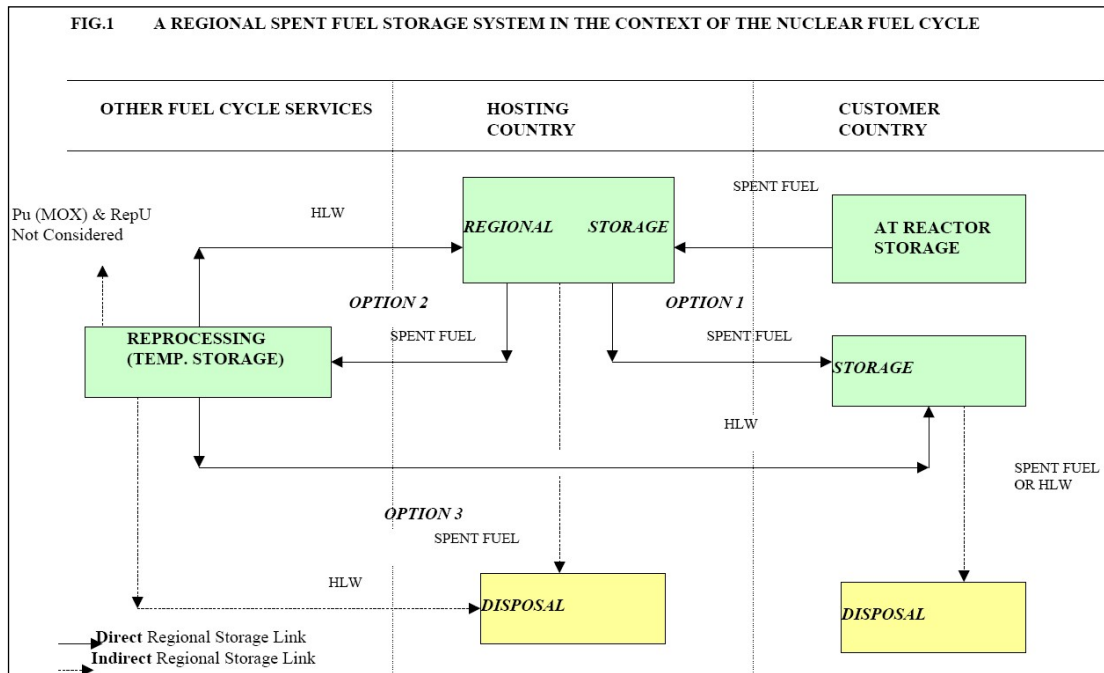 FIG.1 A REGIONAL SPENT FUEL STORAGE SYSTEM IN THE CONTEXT OF THE NUCLEAR FUEL CYCLE
OTHER FUEL CYCLE SERVICES
HOSTING
COUNTRY
CUSTOMER
COUNTRY
Pu (MOX) & RepU
Not Considered
HLW
REGIONAL STORAGE
SPENT FUEL
AT REACTOR
STORAGE
OPTION 2
OPTION 1
REPROCESSING
(TEMP. STORAGE)
SPENT FUEL
SPENT FUEL
STORAGE
HLW
SPENT FUEL
OR HLW
OPTION 3
SPENT FUEL
HLW
DISPOSAL
DISPOSAL
Direct Regional Storage Link
Indirect Regional Storage Link